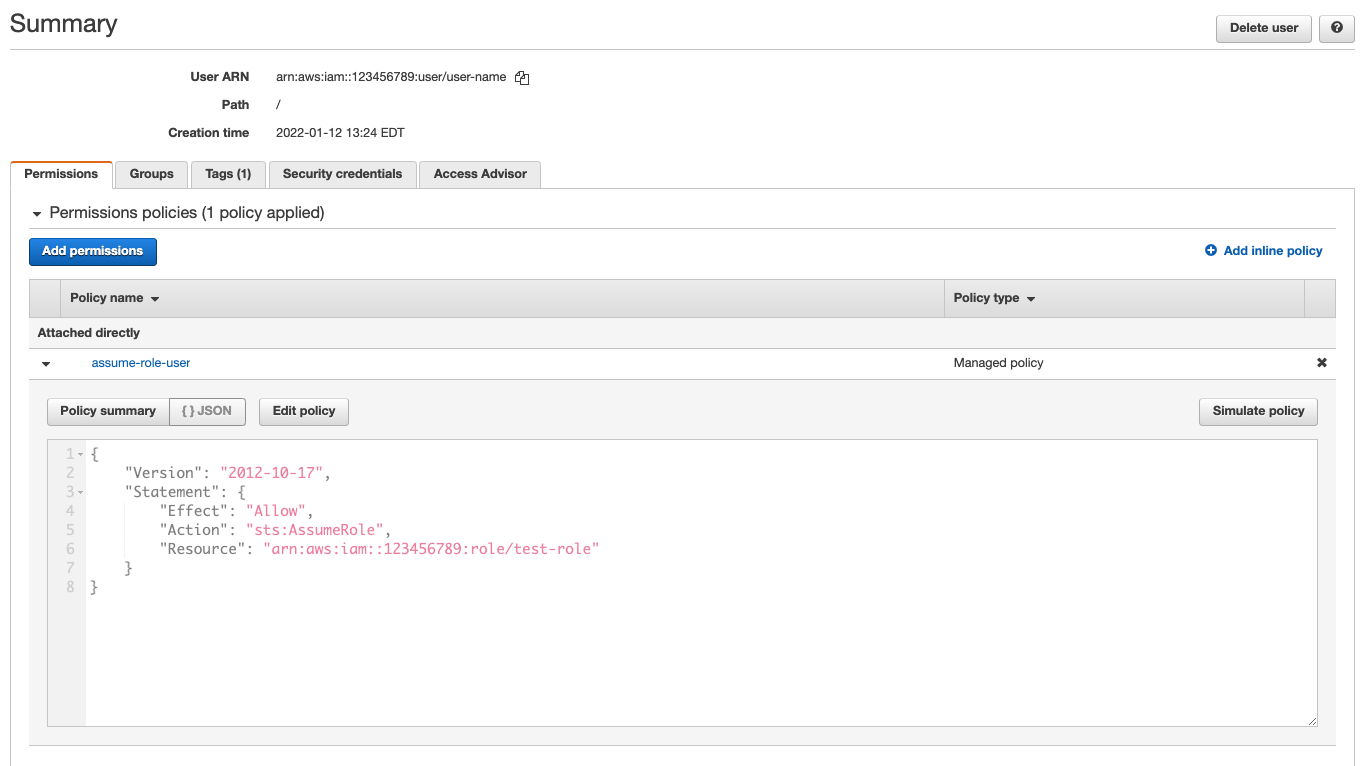 Summary
Delete user
?
User ARN arn:aws:iam::123456789:user/user-name
Path /
Creation time 2022-01-12 13:24 EDT
Permissions Groups Tags (1) Security credentials Access Advisor
Permissions policies (1 policy applied)
Add permissions Add inline policy
Policy name Policy type
Attached directly
assume-role-user Managed policy
Policy summary { } JSON Edit policy Simulate policy
1 {
2 "Version": "2012-10-17",
3 "Statement": {
4 "Effect": "Allow",
5 "Action": "sts:AssumeRole",
6 "Resource": "arn:aws:iam::123456789:role/test-role"
7 }
8 }